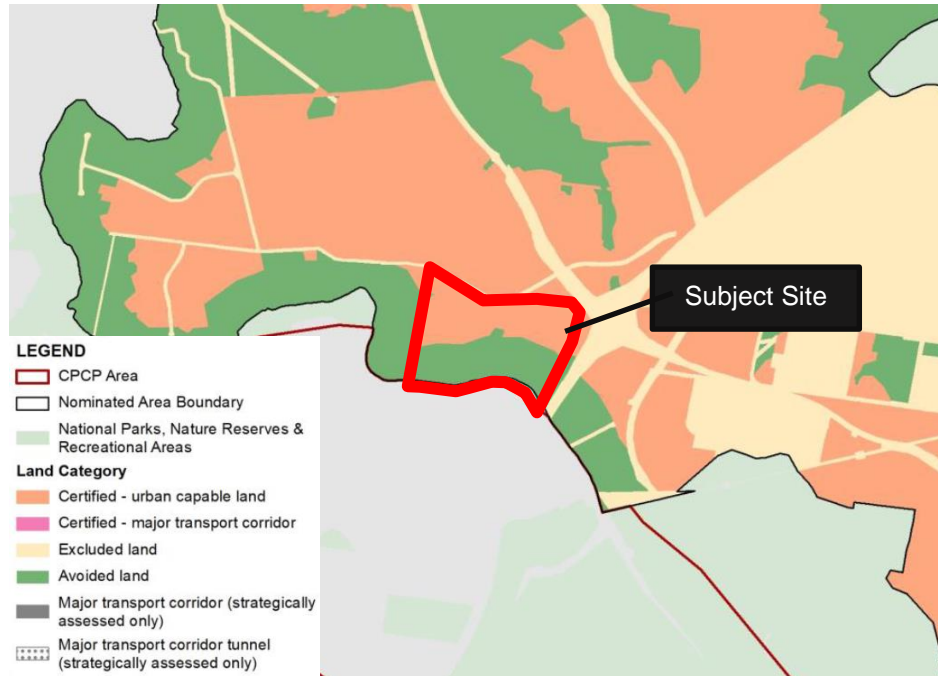 Subject Site
LEGEND
CPCP Area
Nominated Area Boundary
National Parks, Nature Reserves &
Recreational Areas
Land Category
Certified - urban capable land
Certified - major transport corridor
Excluded land
Avoided land
Major transport corridor (strategically
assessed only)
Major transport corridor tunnel
(strategically assessed only)